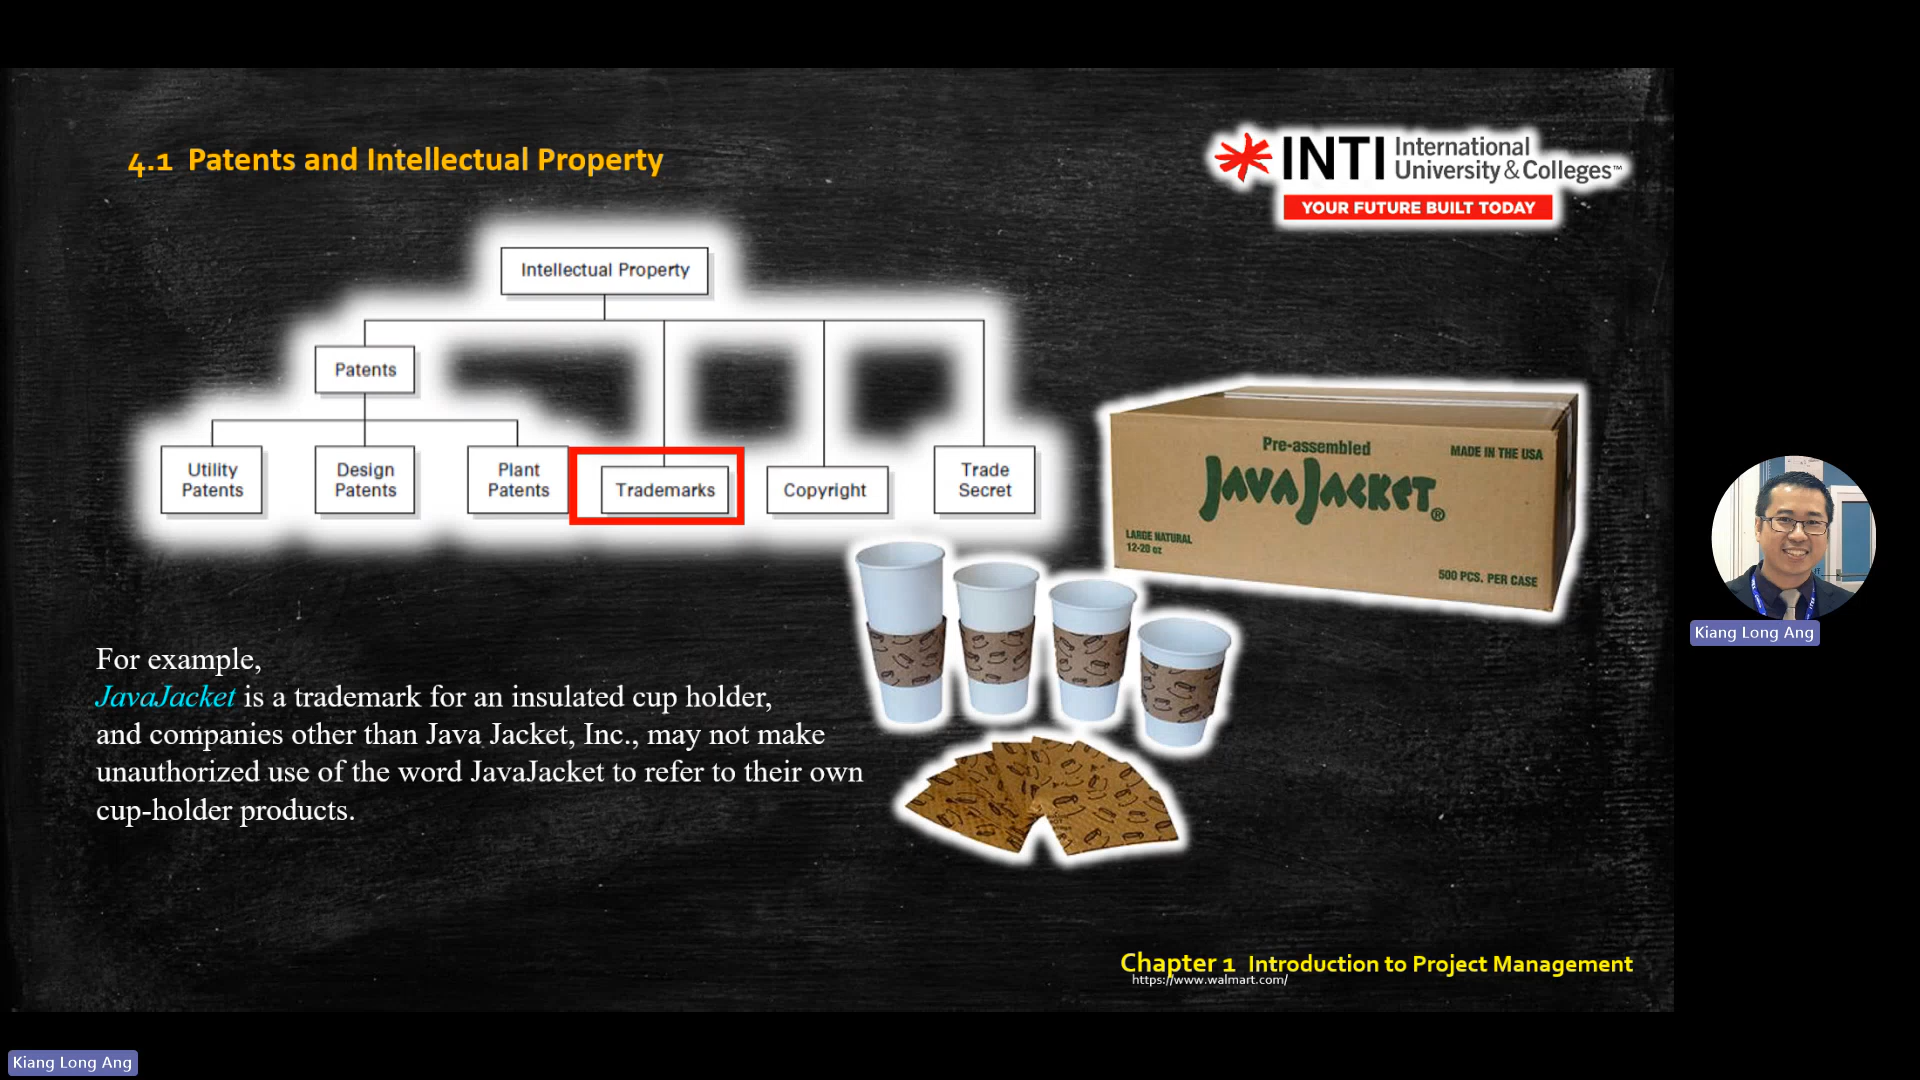 4.1 Patents and Intellectual Property
INTI International
University & Colleges™
YOUR FUTURE BUILT TODAY
Intellectual Property
Patents
Utility
Patents
Design
Patents
Plant
Patents
Trademarks
Copyright
Trade
Secret
Pre-assembled
MADE IN THE USA
JAVAJACKET®
LARGE NATURAL
12-20 oz
500 PCS. PER CASE
For example,
JavaJacket is a trademark for an insulated cup holder,
and companies other than Java Jacket, Inc., may not make
unauthorized use of the word JavaJacket to refer to their own
cup-holder products.
Kiang Long Ang
Chapter 1 Introduction to Project Management
https://www.walmart.com/
Kiang Long Ang